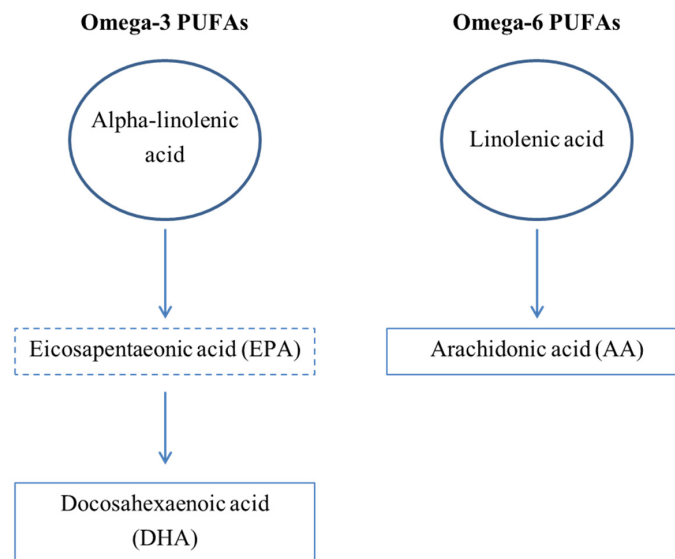 Omega-3 PUFAs
Omega-6 PUFAs
Alpha-linolenic
acid
Linolenic acid
Eicosapentaeonic acid (EPA)
Arachidonic acid (AA)
Docosahexaenoic acid
(DHA)